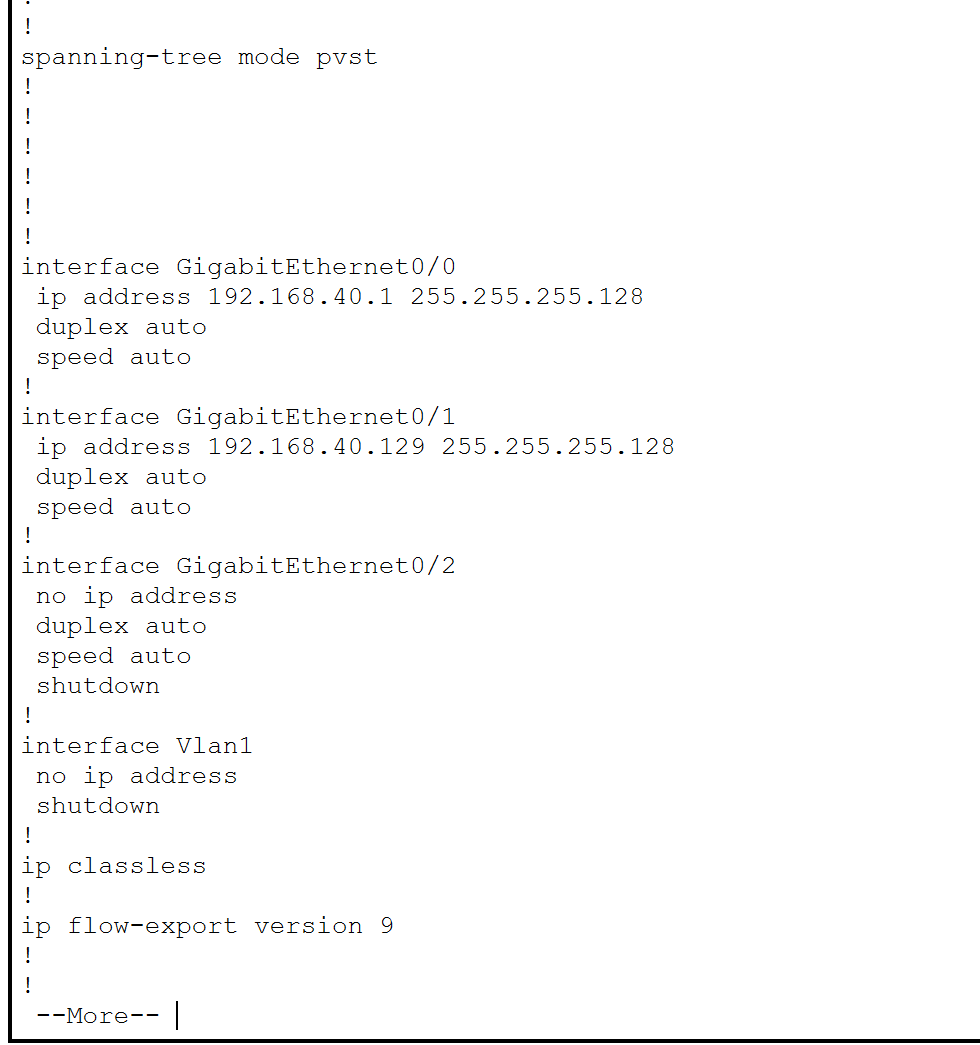 !
spanning-tree mode pvst
!
!
!
!
!
!
interface GigabitEthernet0/0
 ip address 192.168.40.1 255.255.255.128
 duplex auto
 speed auto
!
interface GigabitEthernet0/1
 ip address 192.168.40.129 255.255.255.128
 duplex auto
 speed auto
!
interface GigabitEthernet0/2
 no ip address
 duplex auto
 speed auto
 shutdown
!
interface Vlan1
 no ip address
 shutdown
!
ip classless
!
ip flow-export version 9
!
!
 --More--